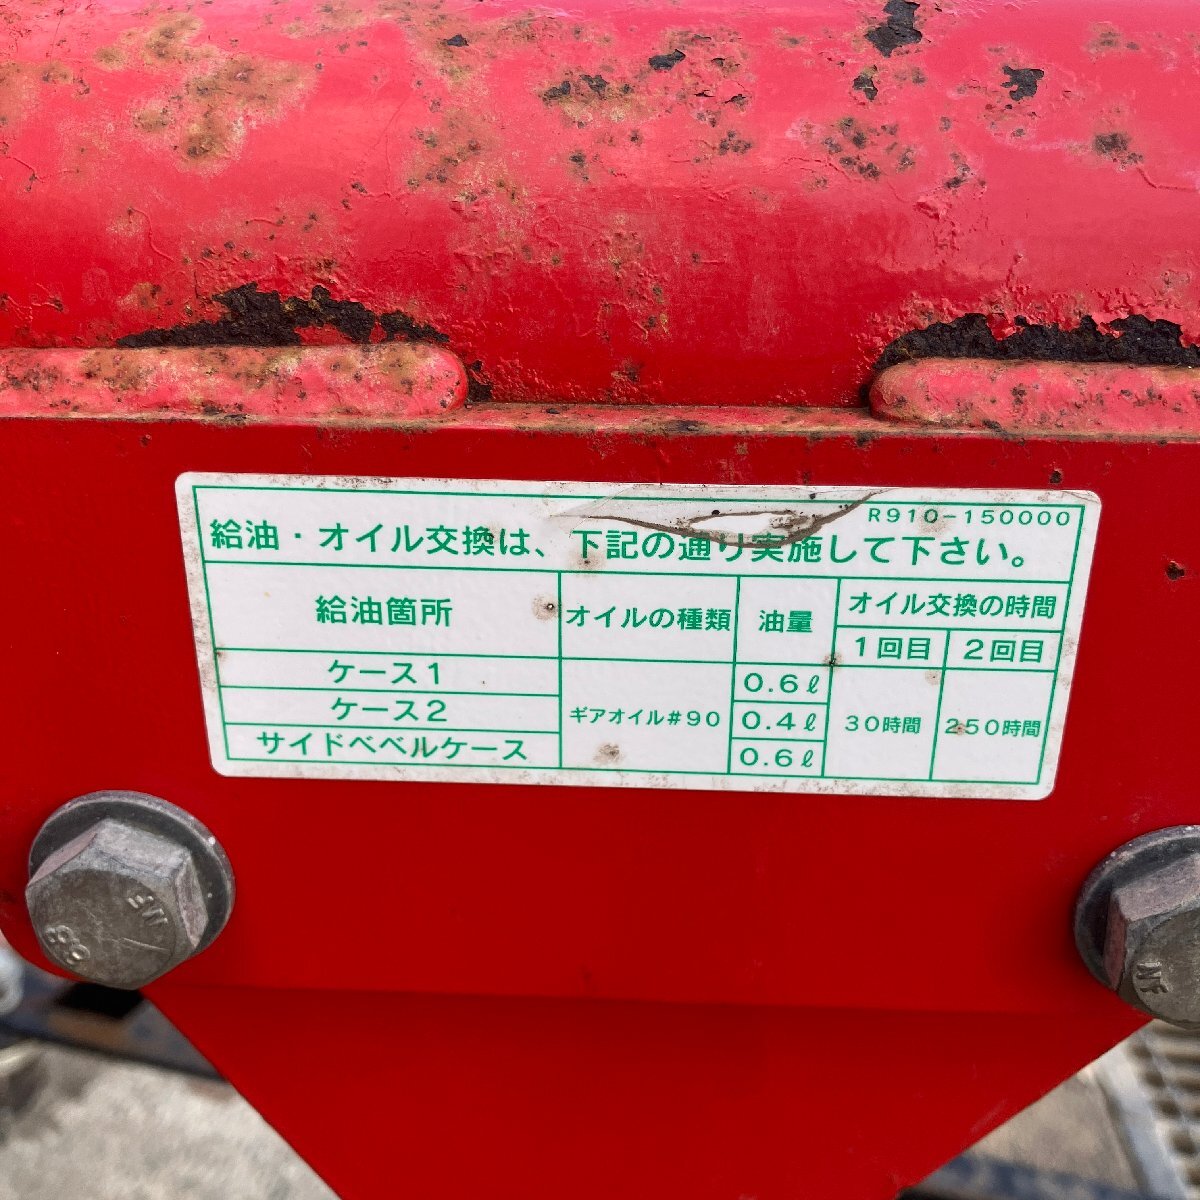 R910-150000
給油・オイル交換は、下記の通り実施して下さい。
給油箇所 オイルの種類 油量 オイル交換の時間
1回目 2回目
ケース1 0.6ℓ
ケース2 ギアオイル#90 0.4ℓ 30時間 250時間
サイドベベルケース 0.6ℓ
8.8